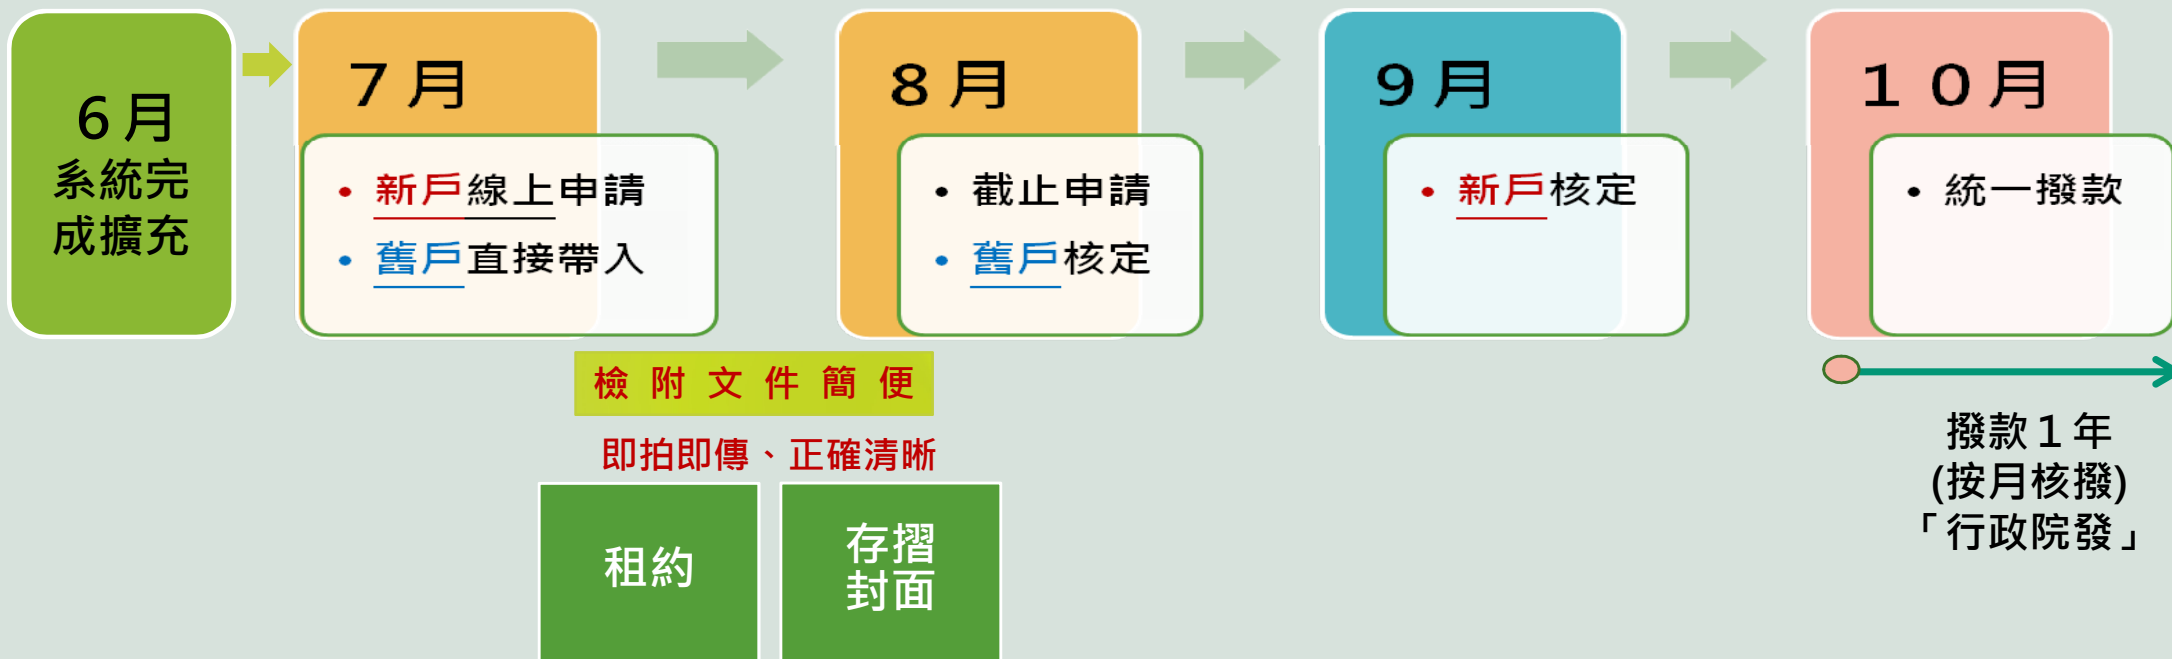 6月
系統完
成擴充
7月
• 新戶線上申請
• 舊戶直接帶入
8月
• 截止申請
• 舊戶核定
9月
• 新戶核定
10月
• 統一撥款
檢附文件簡便
即拍即傳、正確清晰
租約
存摺
封面
撥款1年
(按月核撥)
「行政院發」